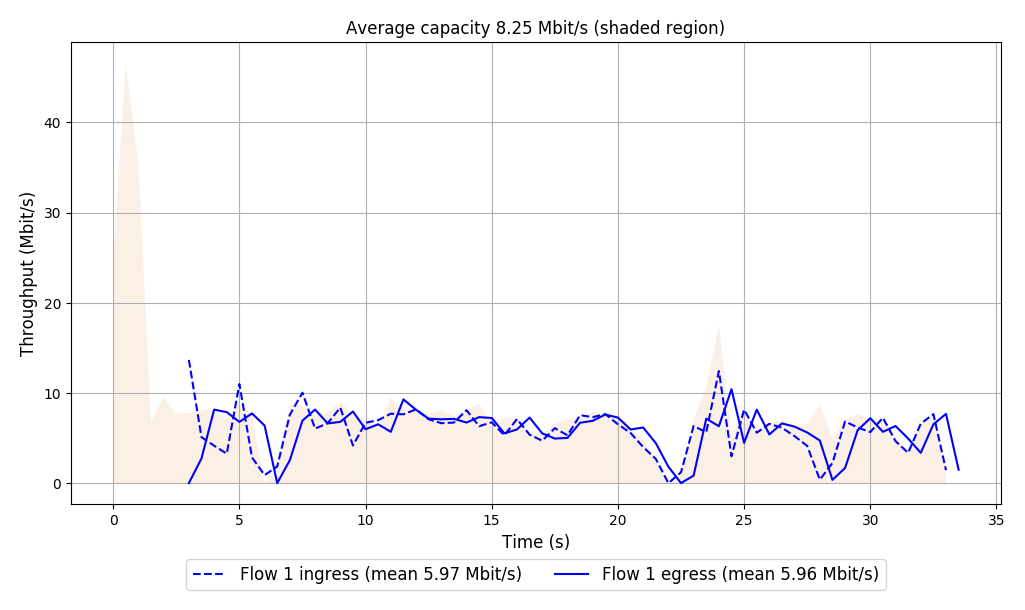 Average capacity 8.25 Mbit/s (shaded region)
Throughput (Mbit/s)
40
30
20
10
0
0 5 10 15 20 25 30 35
Time (s)
Flow 1 ingress (mean 5.97 Mbit/s) Flow 1 egress (mean 5.96 Mbit/s)